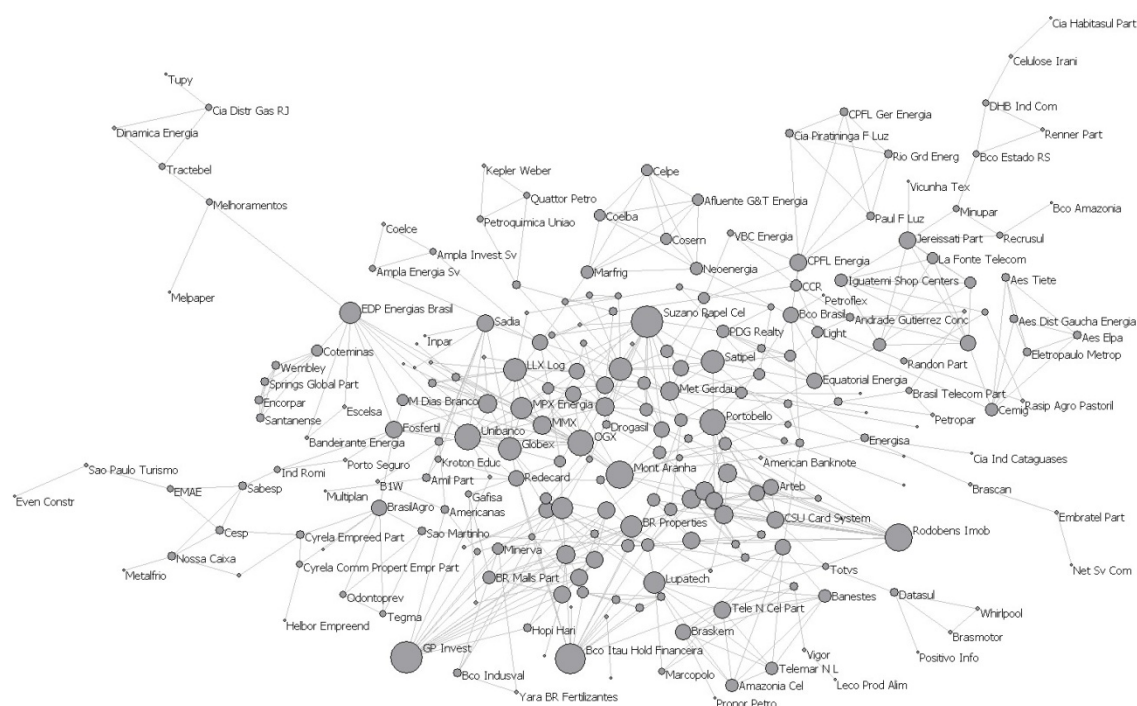 Cia Habitasul Part
Celulose Irani
Tupy
Cia Distr Gas RJ
DHB Ind Com
CPFL Ger Energia
Dinamica Energia
Cia Pratininga F Luz
Renner Part
Rio Grd Energ
Bco Estado RS
Tractebel
Kepler Weber
Celpe
Vicunha Tex
Quattor Petro
Afluente G&T Energia
Melhoramentos
Minupar
Bco Amazonia
Petroquimica Uniao
Coelba
Paul F Luz
Coelce
VBC Energia
Recrusul
Cosern
Jereissati Part
Ampla Invest Sv
La Fonte Telecom
CPFL Energia
Ampla Energia Sv
Marfrig
Neoenergia
Aes Tiete
Iguatemi Shop Centers
CCR
Melpaper
Petroflex
EDP Energias Brasil
Bco Brasil
Andrade Gutierrez Conc
Aes Dist Gaucha Energia
Suzano Papel Cel
Sadia
PDG Realty
Light
Aes Elpa
Inpar
Coteminas
Eletropaulo Metrop
Satipel
Randon Part
Wembley
LLX Log
Springs Global Part
Equatorial Energia
Met Gerdau
Brasil Telecom Part
Encorpar
M Dias Branco
Rasip Agro Pastoril
MPX Energia
Cemig
Escelsa
Santanense
Petropar
MMX
Drogasil
Portobello
Fosfertil
Unibanco
Bandeirante Energia
OGX
Energisa
Globex
Cia Ind Cataguases
Porto Seguro
Kroton Educ
American Banknote
Sao Paulo Turismo
Ind Romi
Mont Aranha
Amil Part
Redecard
Sabesp
B1W
Brascan
EMAE
Arteb
Multiplan
Gafisa
Even Constr
BrasilAgro
Americanas
Embratel Part
CSU Card System
BR Properties
Cesp
Sao Martinho
Cyrela Empreed Part
Rodobens Imob
Minerva
Nossa Caixa
Cyrela Comm Propert Empr Part
Totvs
Net Sv Com
Metalfrio
BR Malls Part
Lupatech
Odontoprev
Datasul
Banestes
Whirlpool
Tele N Cel Part
Tegma
Helbor Empreend
Hopi Hari
Braskem
Brasmotor
GP Invest
Bco Itau Hold Financeira
Vigor
Positivo Info
Telemar N L
Bco Indusval
Marcopolo
Leco Prod Alim
Amazonia Cel
Yara BR Fertilizantes
Pronor Petro